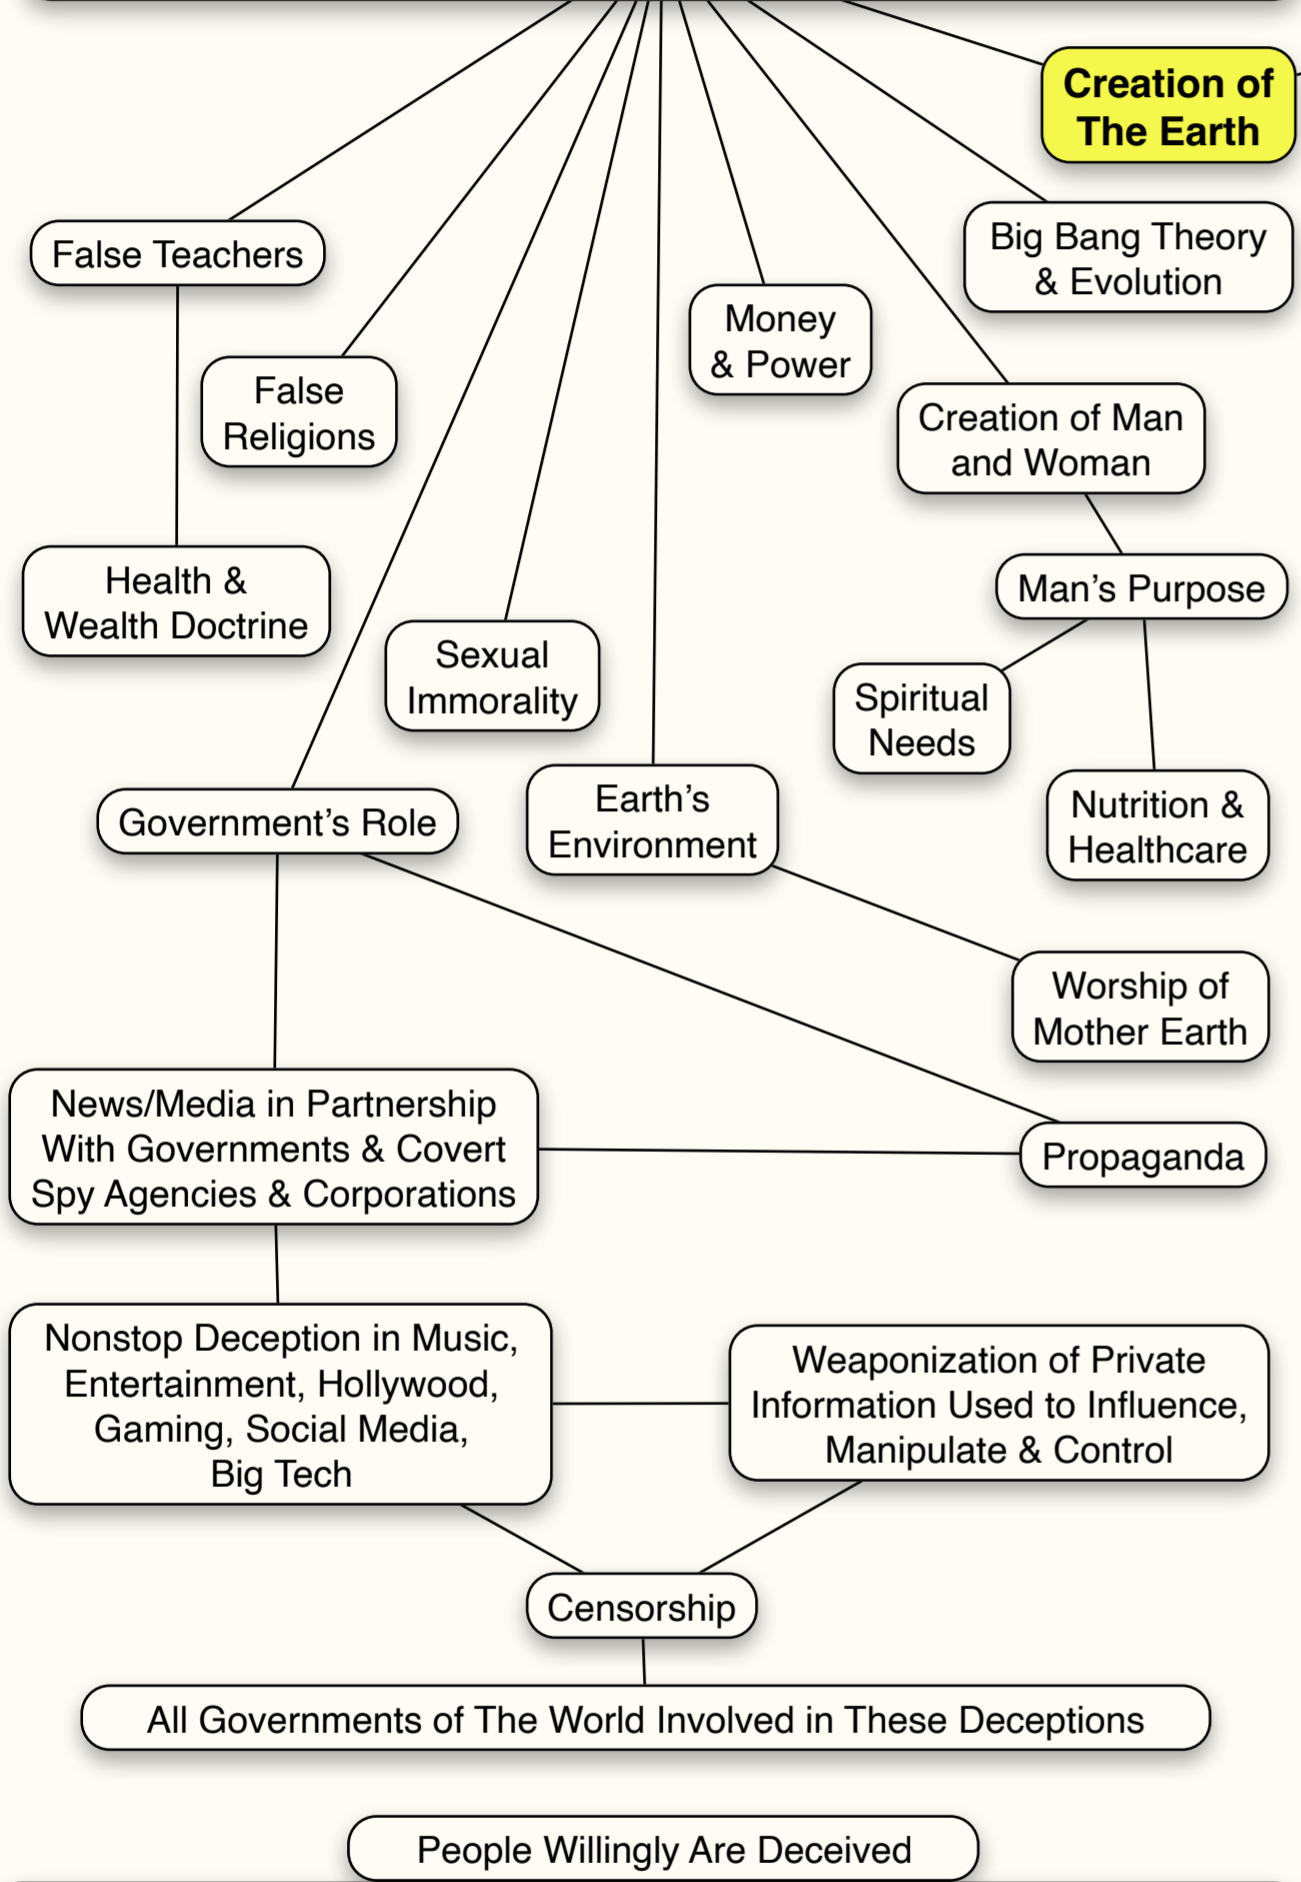 Creation of
The Earth
False Teachers
Big Bang Theory
& Evolution
Money
& Power
False
Religions
Creation of Man
and Woman
Health &
Wealth Doctrine
Man’s Purpose
Sexual
Immorality
Spiritual
Needs
Government’s Role
Earth’s
Environment
Nutrition &
Healthcare
Worship of
Mother Earth
News/Media in Partnership
With Governments & Covert
Spy Agencies & Corporations
Propaganda
Nonstop Deception in Music,
Entertainment, Hollywood,
Gaming, Social Media,
Big Tech
Weaponization of Private
Information Used to Influence,
Manipulate & Control
Censorship
All Governments of The World Involved in These Deceptions
People Willingly Are Deceived